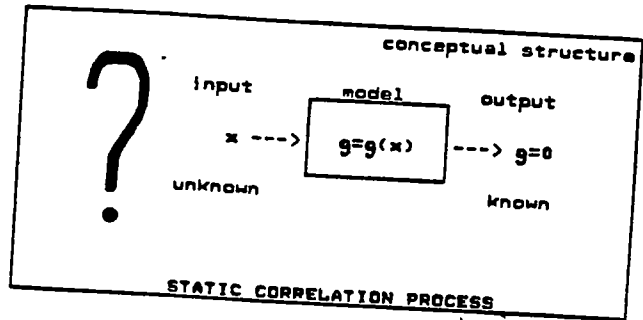 conceptual structure
input model output
x ---> g=g(x) ---> g=0
unknown known
STATIC CORRELATION PROCESS
?